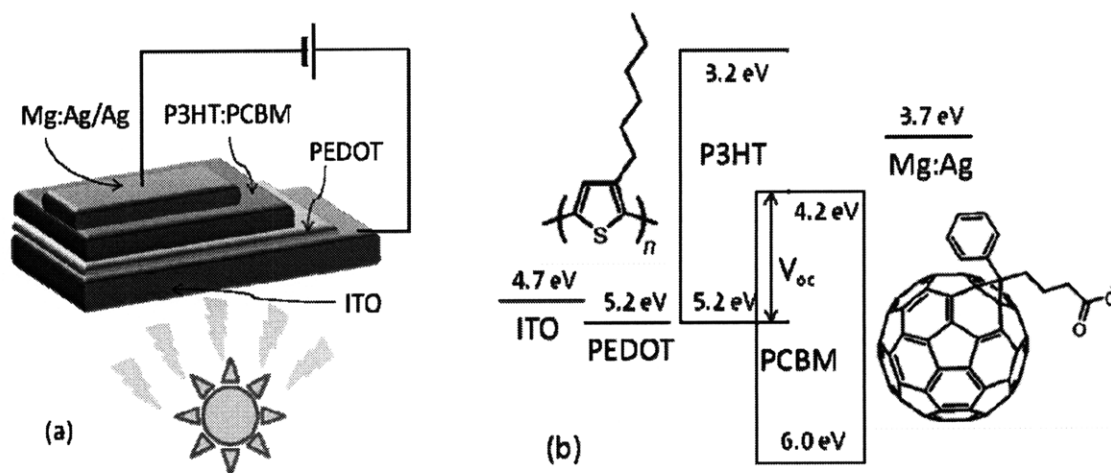 Mg:Ag/Ag
P3HT:PCBM
PEDOT
ITO
(a)
3.2 eV
P3HT
3.7 eV
Mg:Ag
4.2 eV
Voc
S
n
4.7 eV
ITO
5.2 eV
PEDOT
5.2 eV
PCBM
O
6.0 eV
(b)